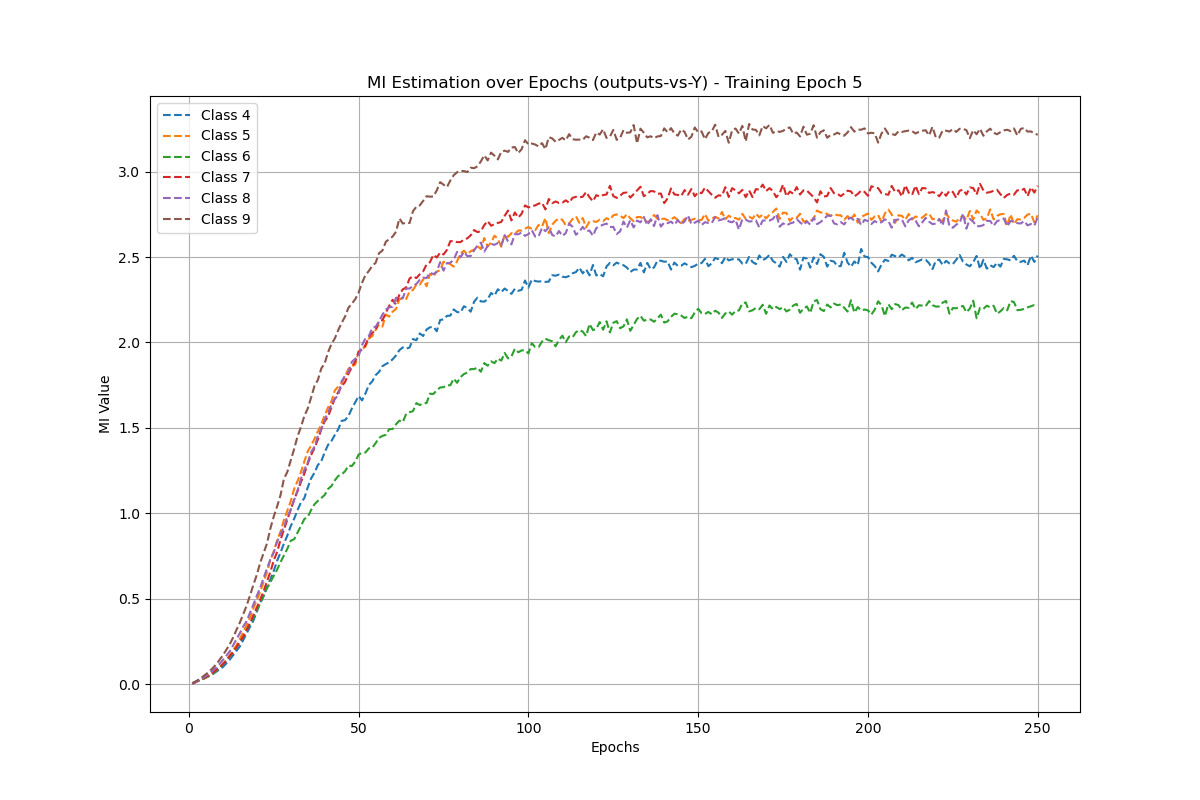 MI Estimation over Epochs (outputs-vs-Y) - Training Epoch 5
Class 4
Class 5
Class 6
Class 7
Class 8
Class 9
MI Value
3.0
2.5
2.0
1.5
1.0
0.5
0.0
0 50 100 150 200 250
Epochs